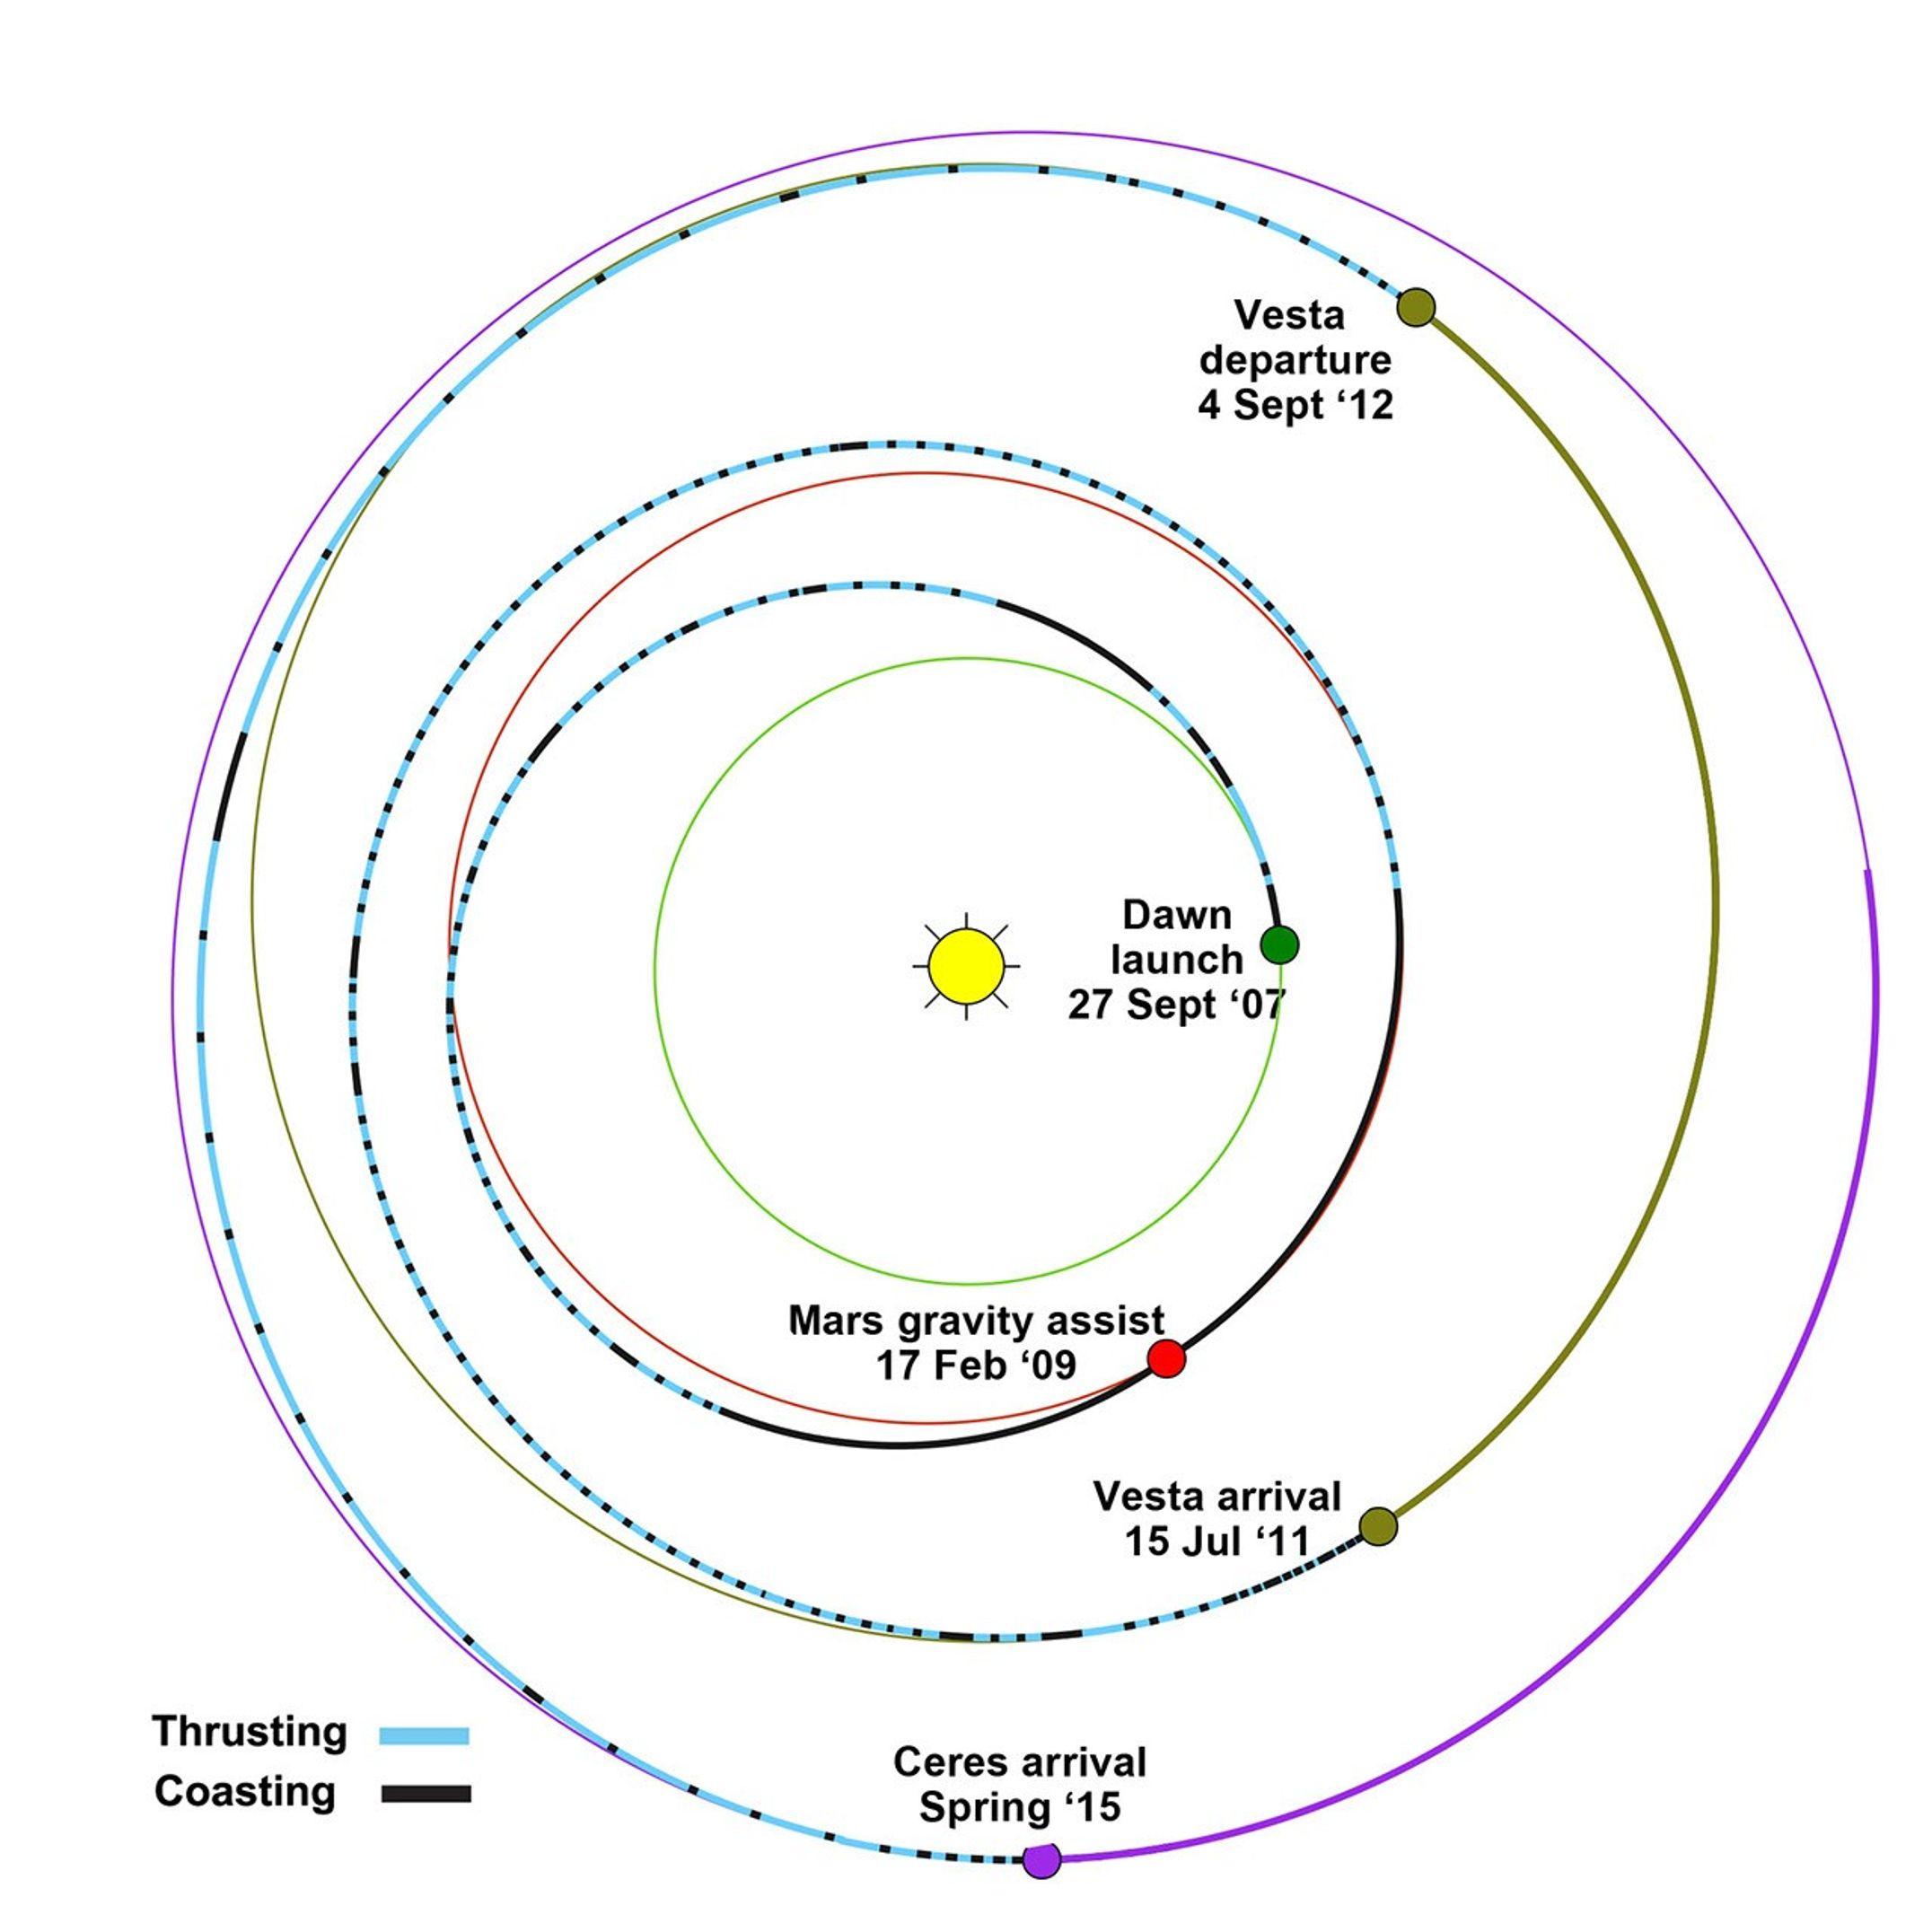 Vesta
departure
4 Sept ‘12
Dawn
launch
27 Sept ‘07
Mars gravity assist
17 Feb ‘09
Vesta arrival
15 Jul ‘11
Thrusting
Coasting
Ceres arrival
Spring ‘15